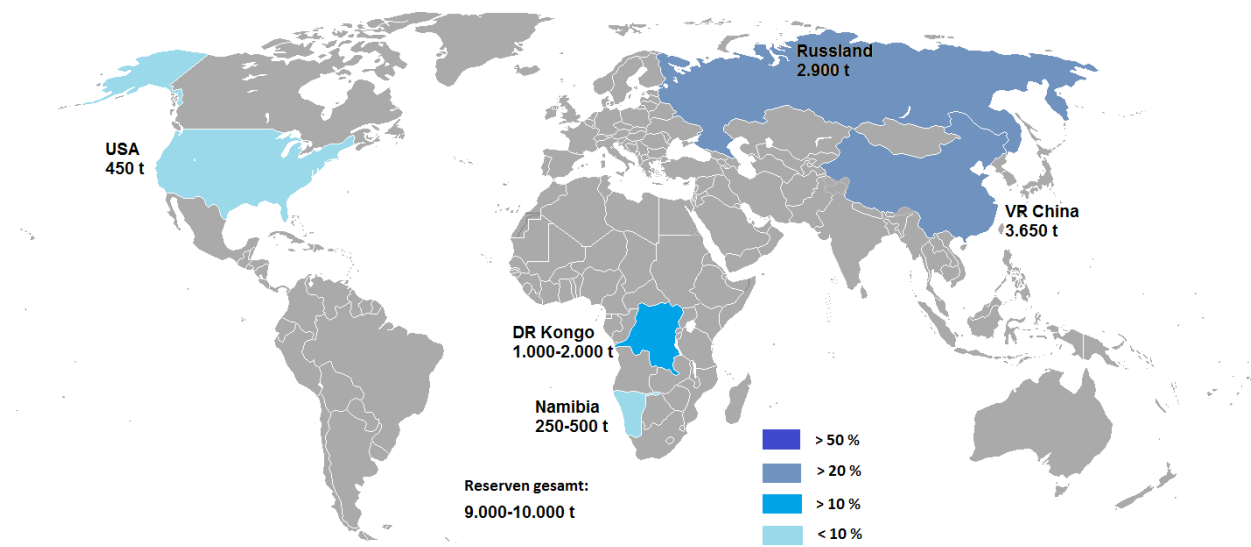 Russland
2.900 t
USA
450 t
VR China
3.650 t
DR Kongo
1.000-2.000 t
Namibia
250-500 t
Reserven gesamt:
9.000-10.000 t
> 50 %
> 20 %
> 10 %
< 10 %